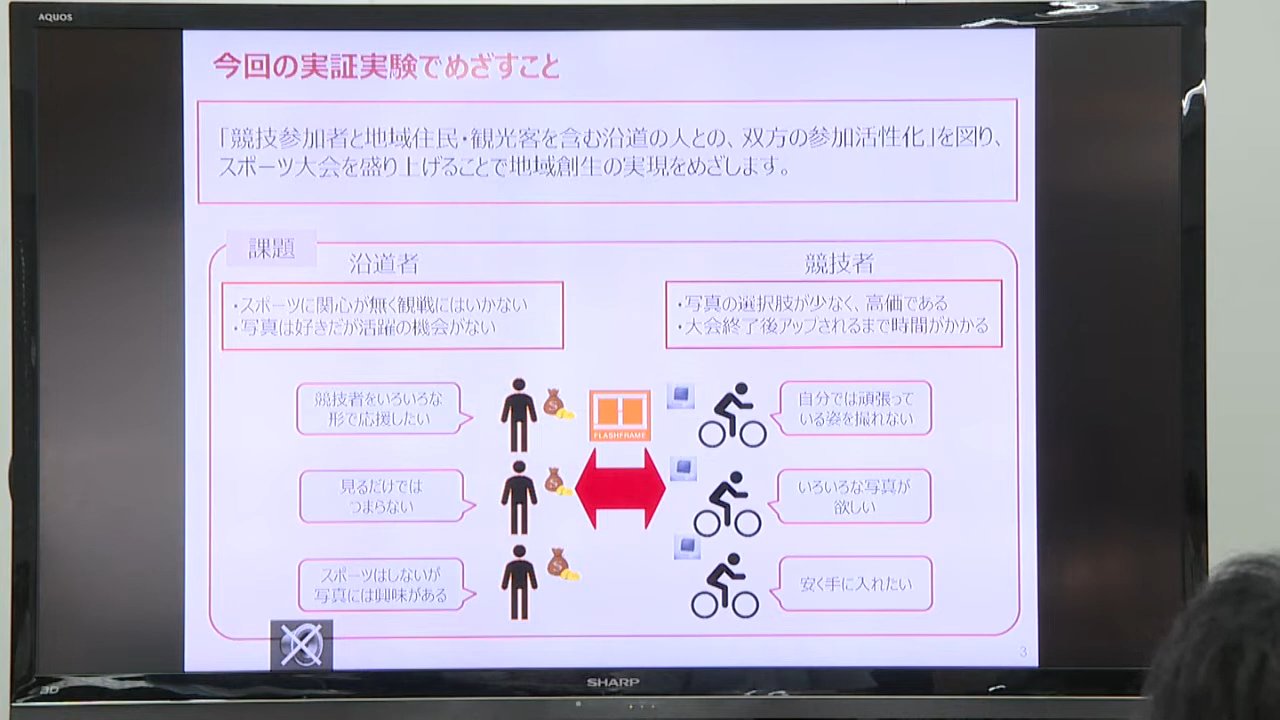 AQUOS
今回の実証実験でめざすこと
「競技参加者と地域住民・観光客を含む沿道の人との、双方の参加活性化」を図り、
スポーツ大会を盛り上げることで地域創生の実現をめざします。
課題
沿道者
・スポーツに関心が無く観戦にはいかない
・写真は好きだが活躍の機会がない
競技者
・写真の選択肢が少なく、高価である
・大会終了後アップされるまで時間がかかる
競技者をいろいろな
形で応援したい
FLASHFRAME
自分では頑張って
いる姿を撮れない
見るだけでは
つまらない
いろいろな写真が
欲しい
スポーツはしないが
写真には興味がある
安く手に入れたい
3
3D
SHARP